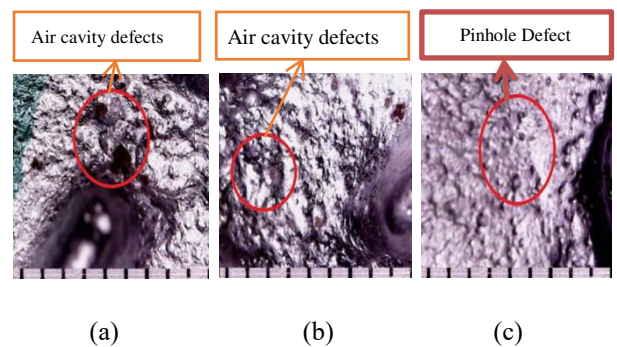 Air cavity defects
Air cavity defects
Pinhole Defect
(a)
(b)
(c)